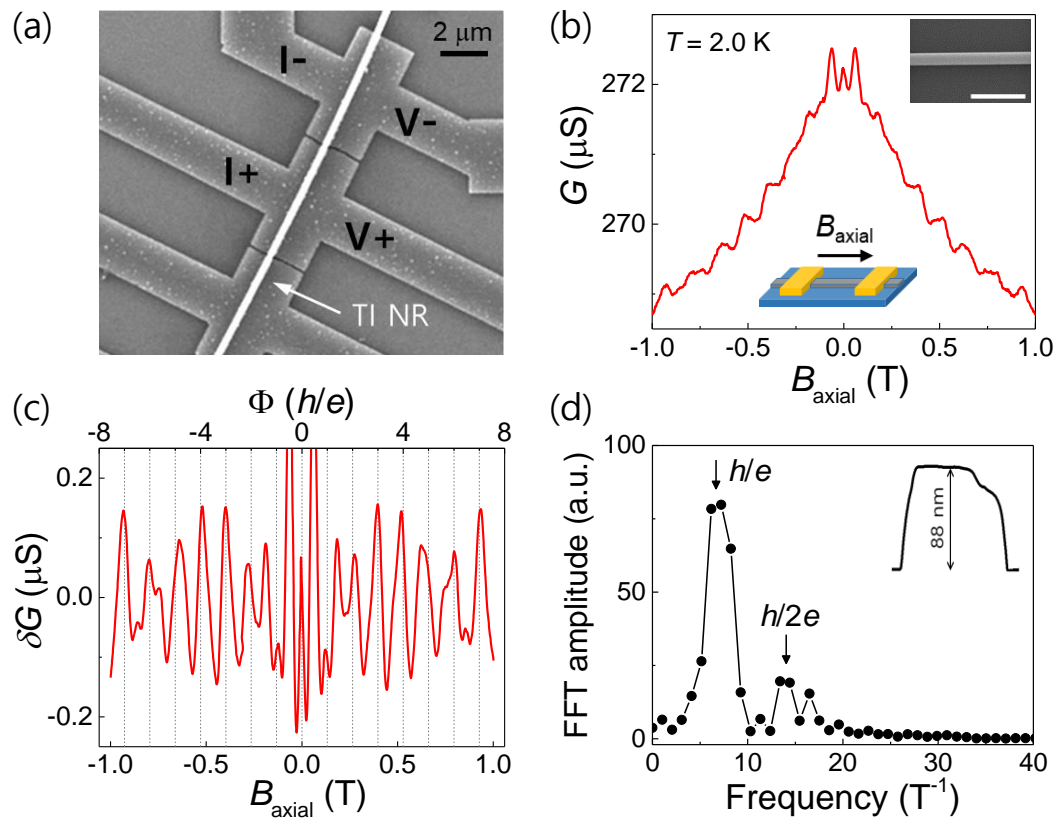 (a)
2 μm
I-
V-
I+
V+
TI NR
(b)
T = 2.0 K
272
270
G (μS)
B_axial
-1.0 -0.5 0.0 0.5 1.0
B_axial (T)
(c)
Φ (h/e)
-8 -4 0 4 8
0.2
0.0
-0.2
δG (μS)
-1.0 -0.5 0.0 0.5 1.0
B_axial (T)
(d)
100
50
0
FFT amplitude (a.u.)
h/e
h/2e
88 nm
0 10 20 30 40
Frequency (T⁻¹)